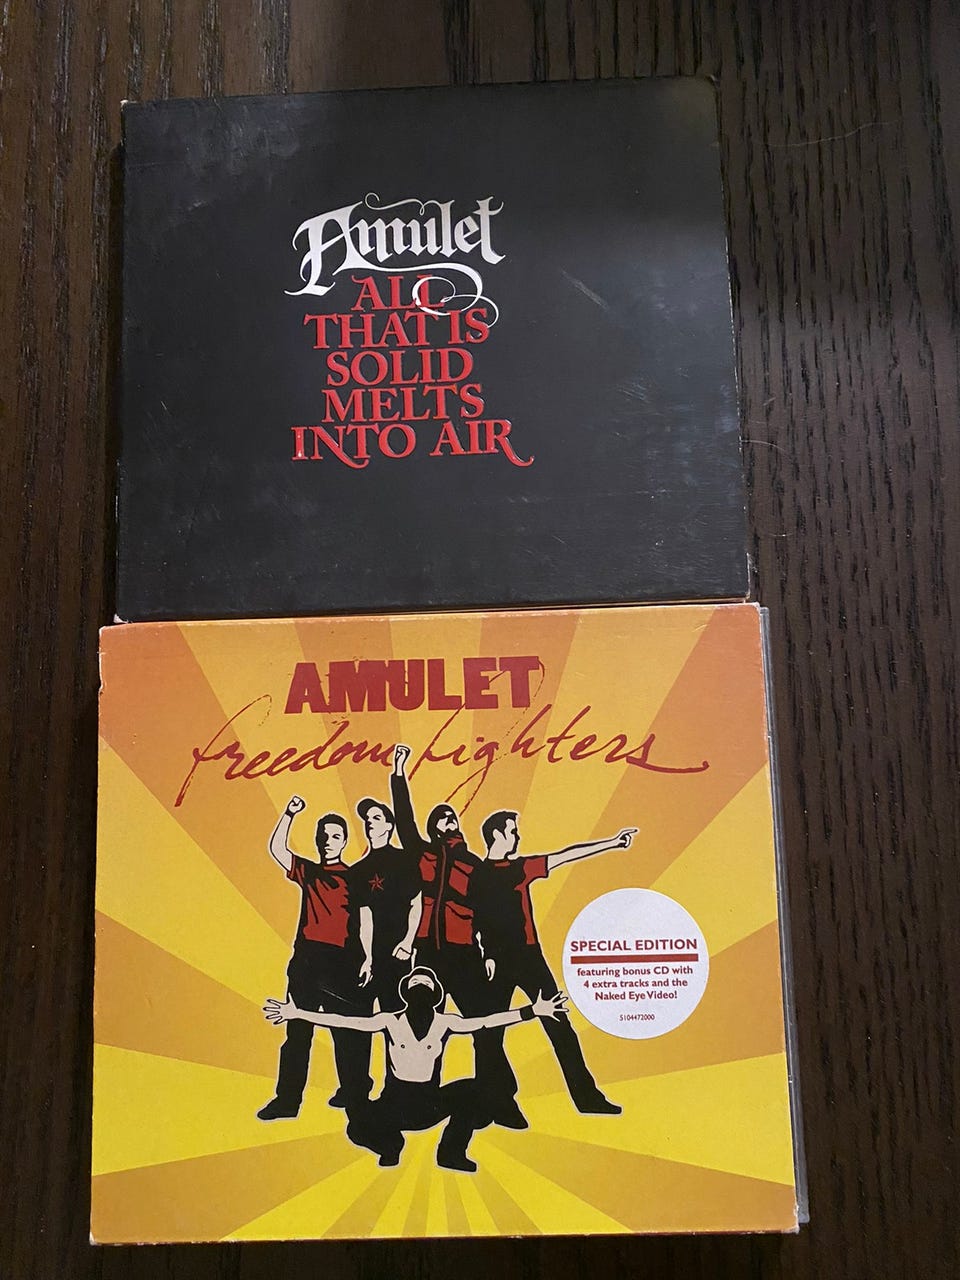 Amulet
ALL
THAT IS
SOLID
MELTS
INTO AIR
AMULET
freedom fighters
SPECIAL EDITION
featuring bonus CD with
4 extra tracks and the
Naked Eye Video!
5104472000